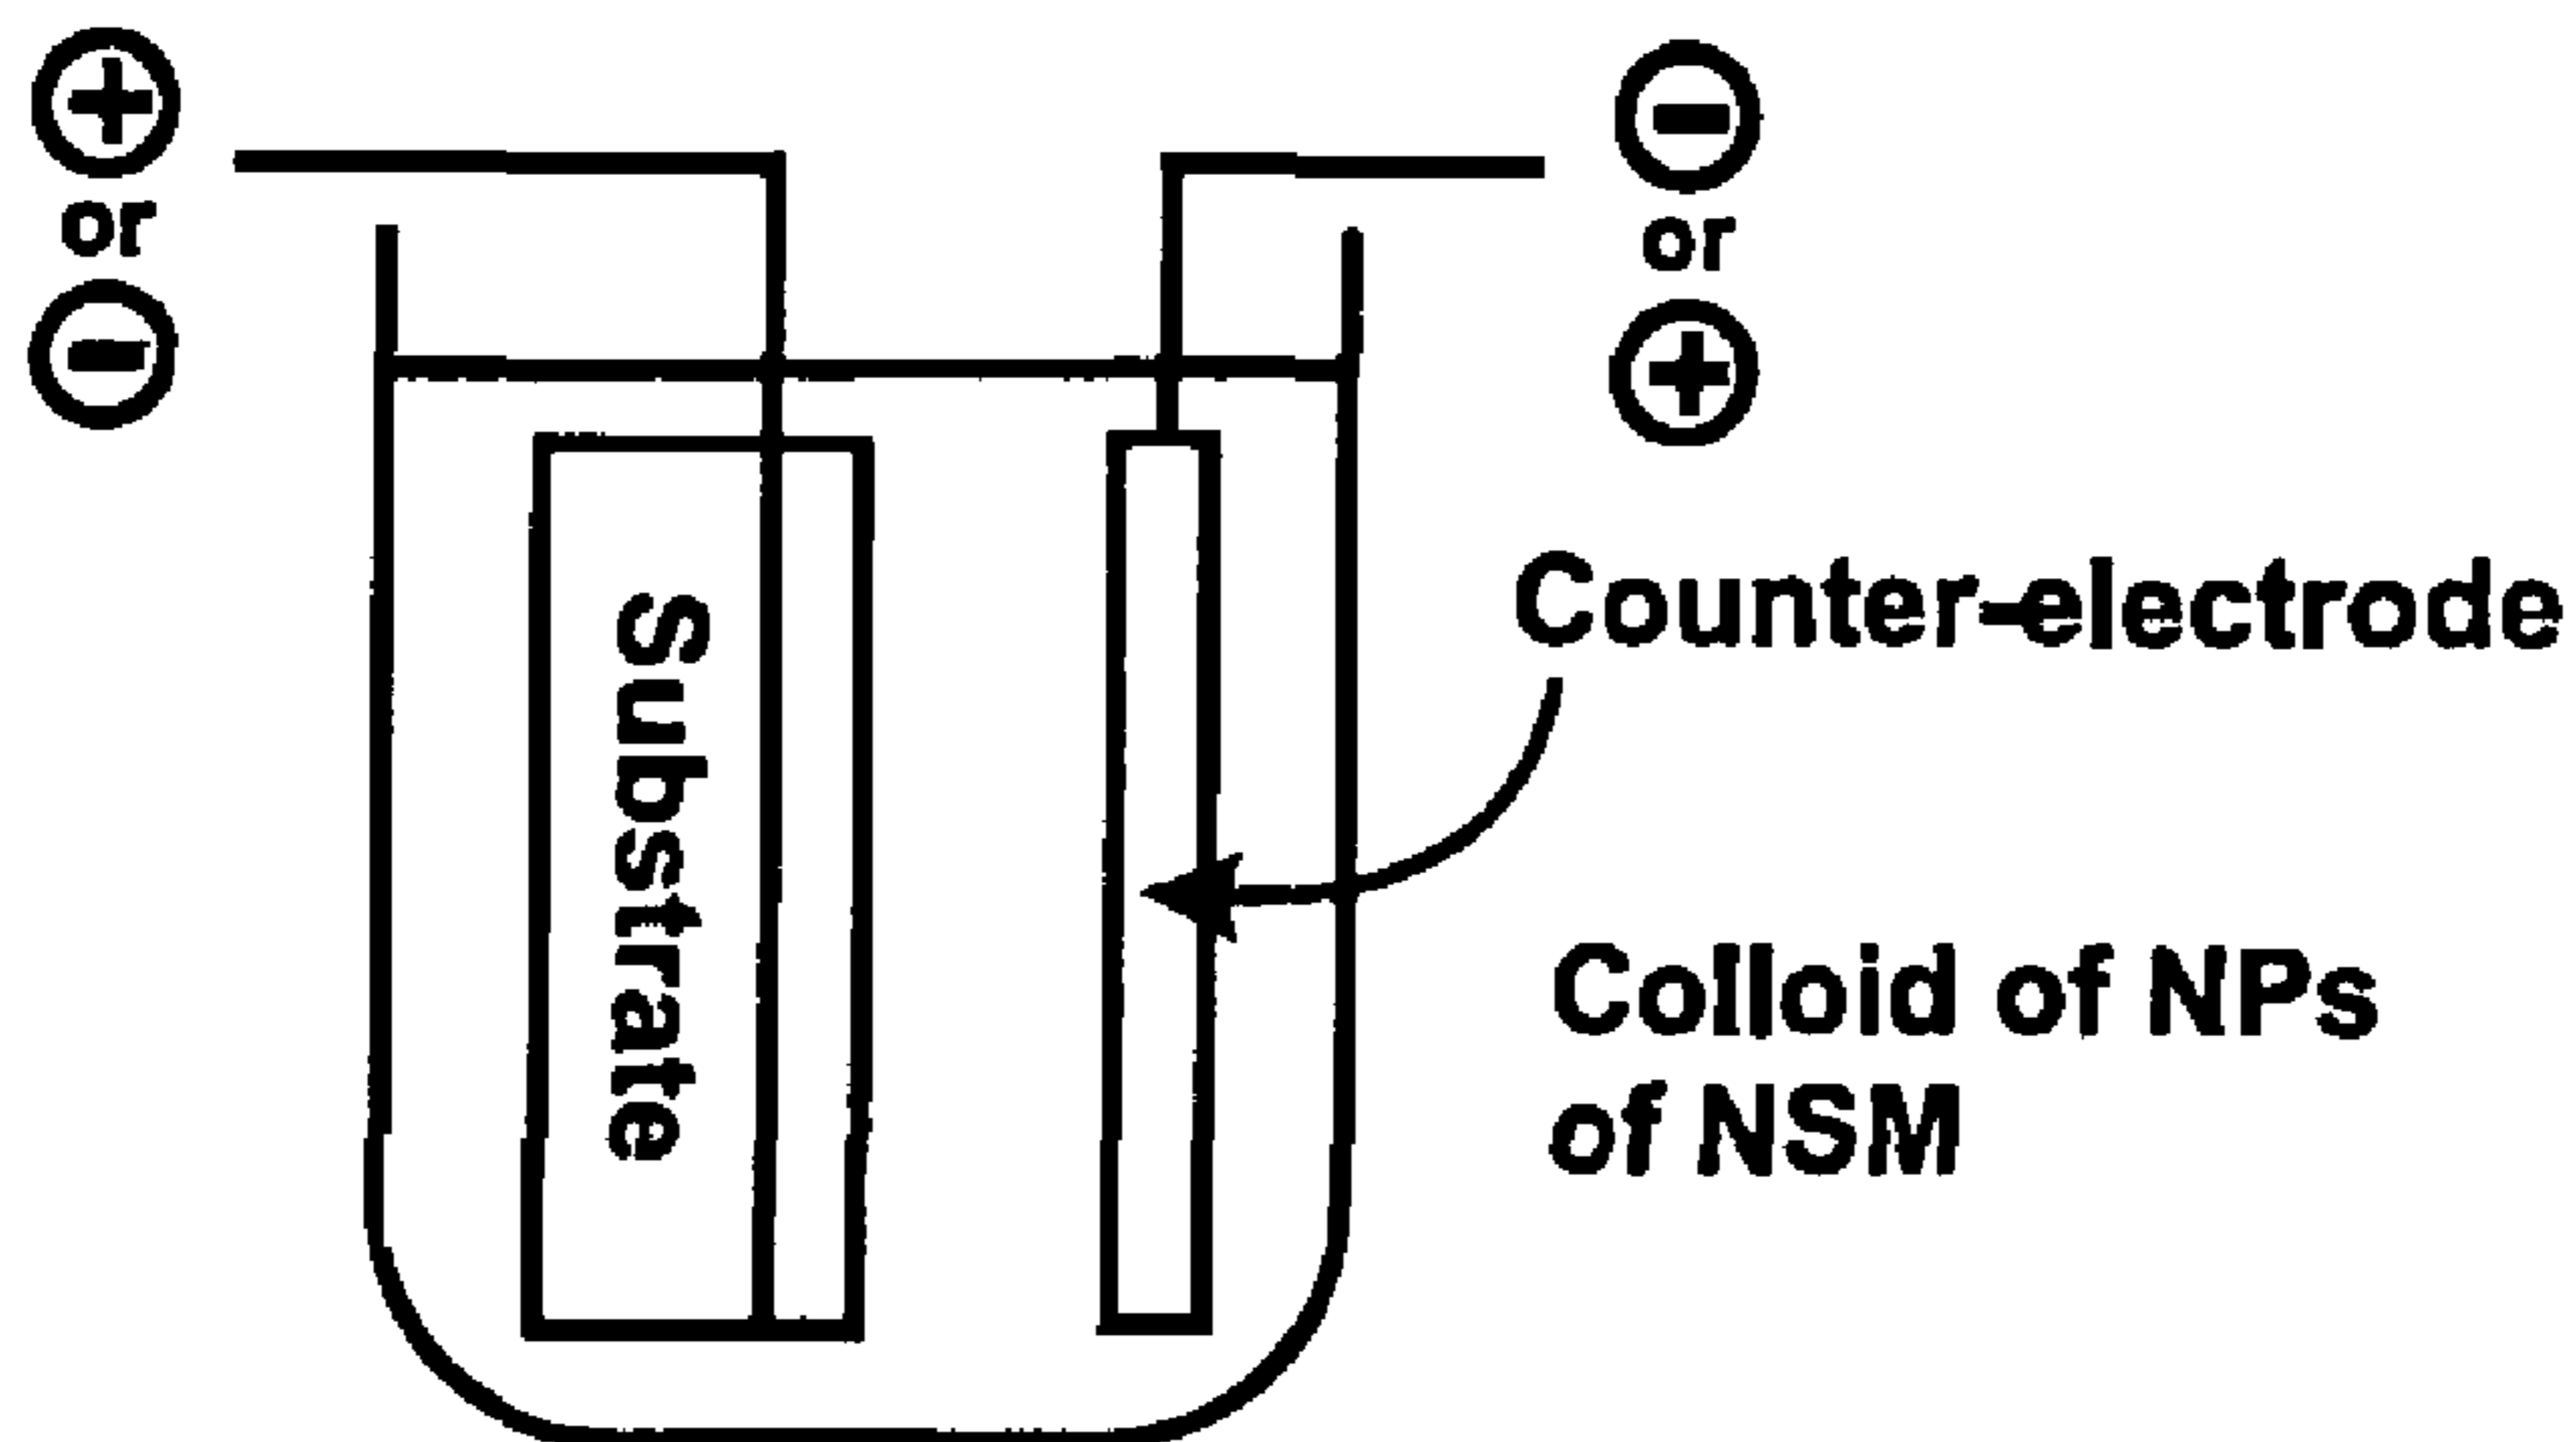 +
or
-
-
or
+
Substrate
Counter-electrode
Colloid of NPs
of NSM